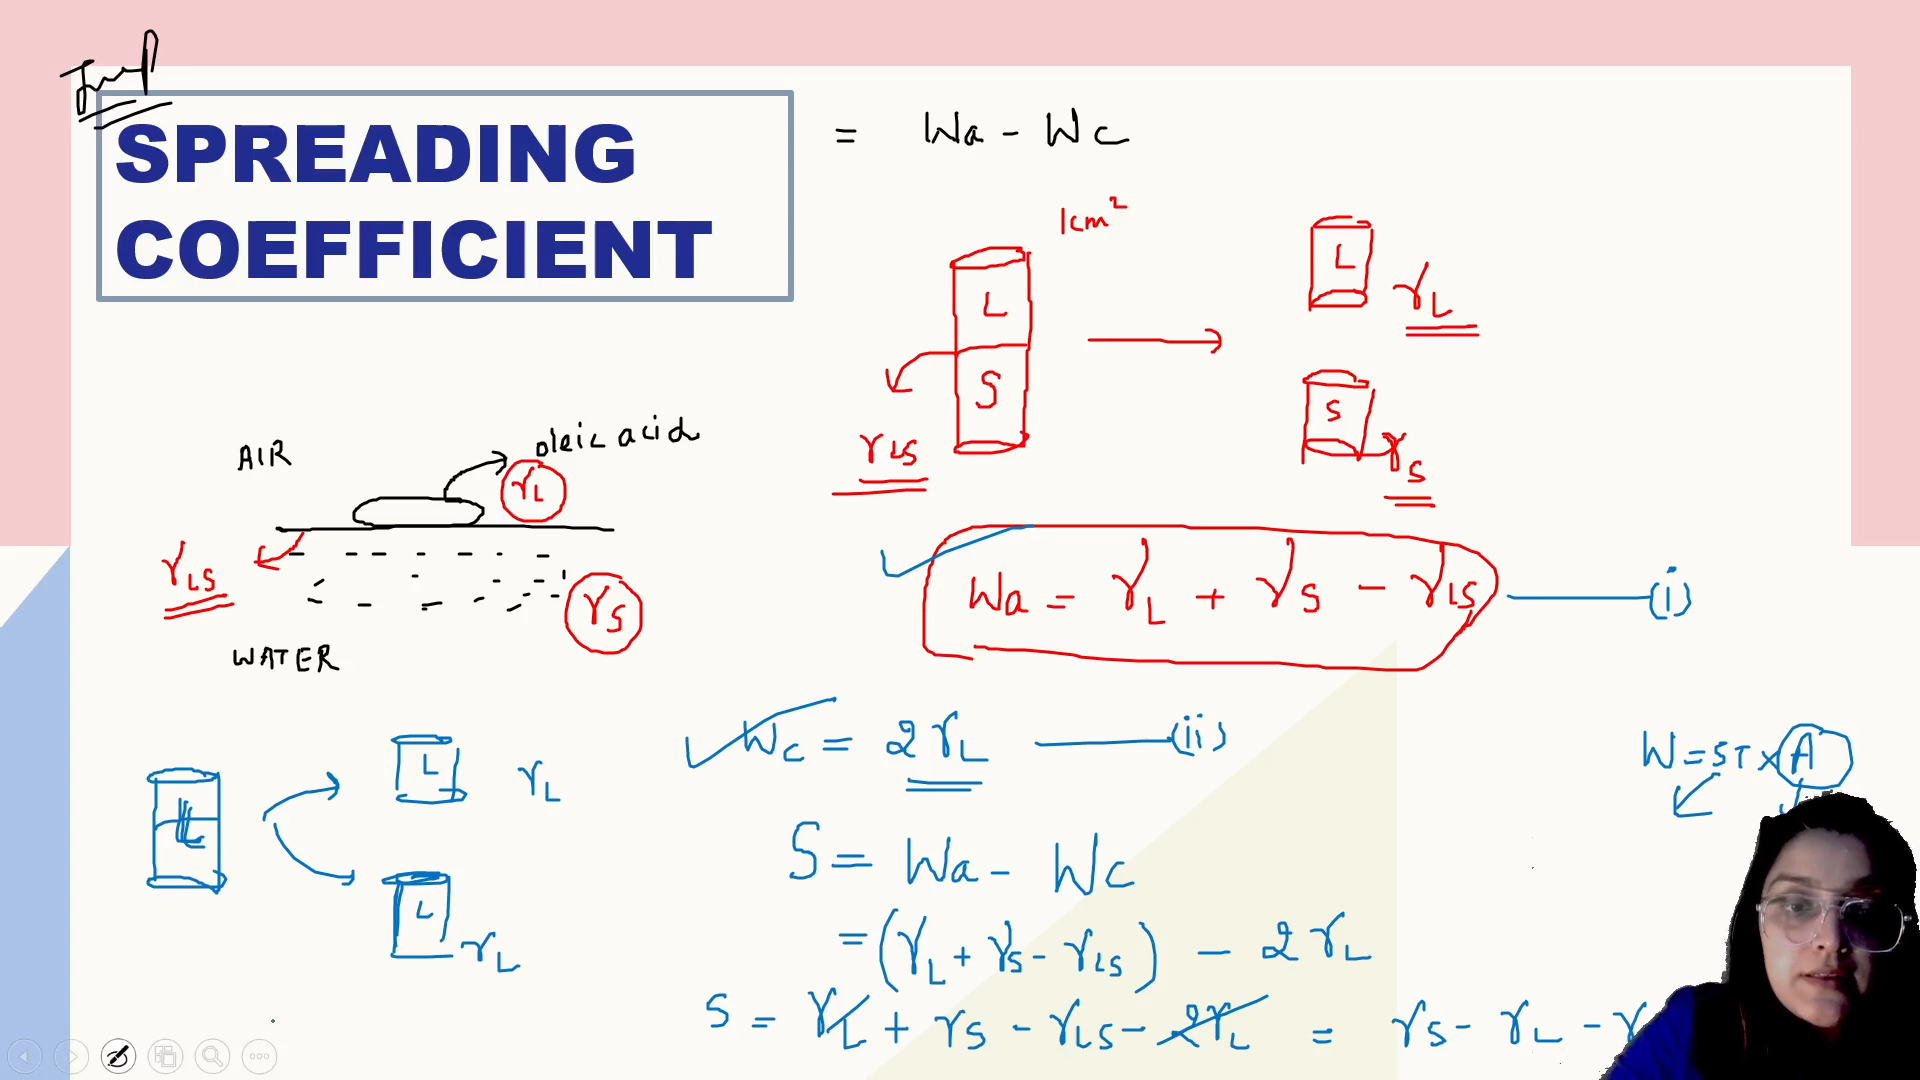 Imp
SPREADING
COEFFICIENT
= Wa - Wc
1cm²
L
S
γLS
L
γL
S
γS
AIR
oleic acid
γL
γLS
γS
WATER
Wa = γL + γS - γLS (i)
Wc = 2γL (ii)
W = ST × A
L
L
γL
L
γL
S = Wa - Wc
= (γL + γS - γLS) - 2γL
S = γL + γS - γLS - 2γL = γS - γL - γ